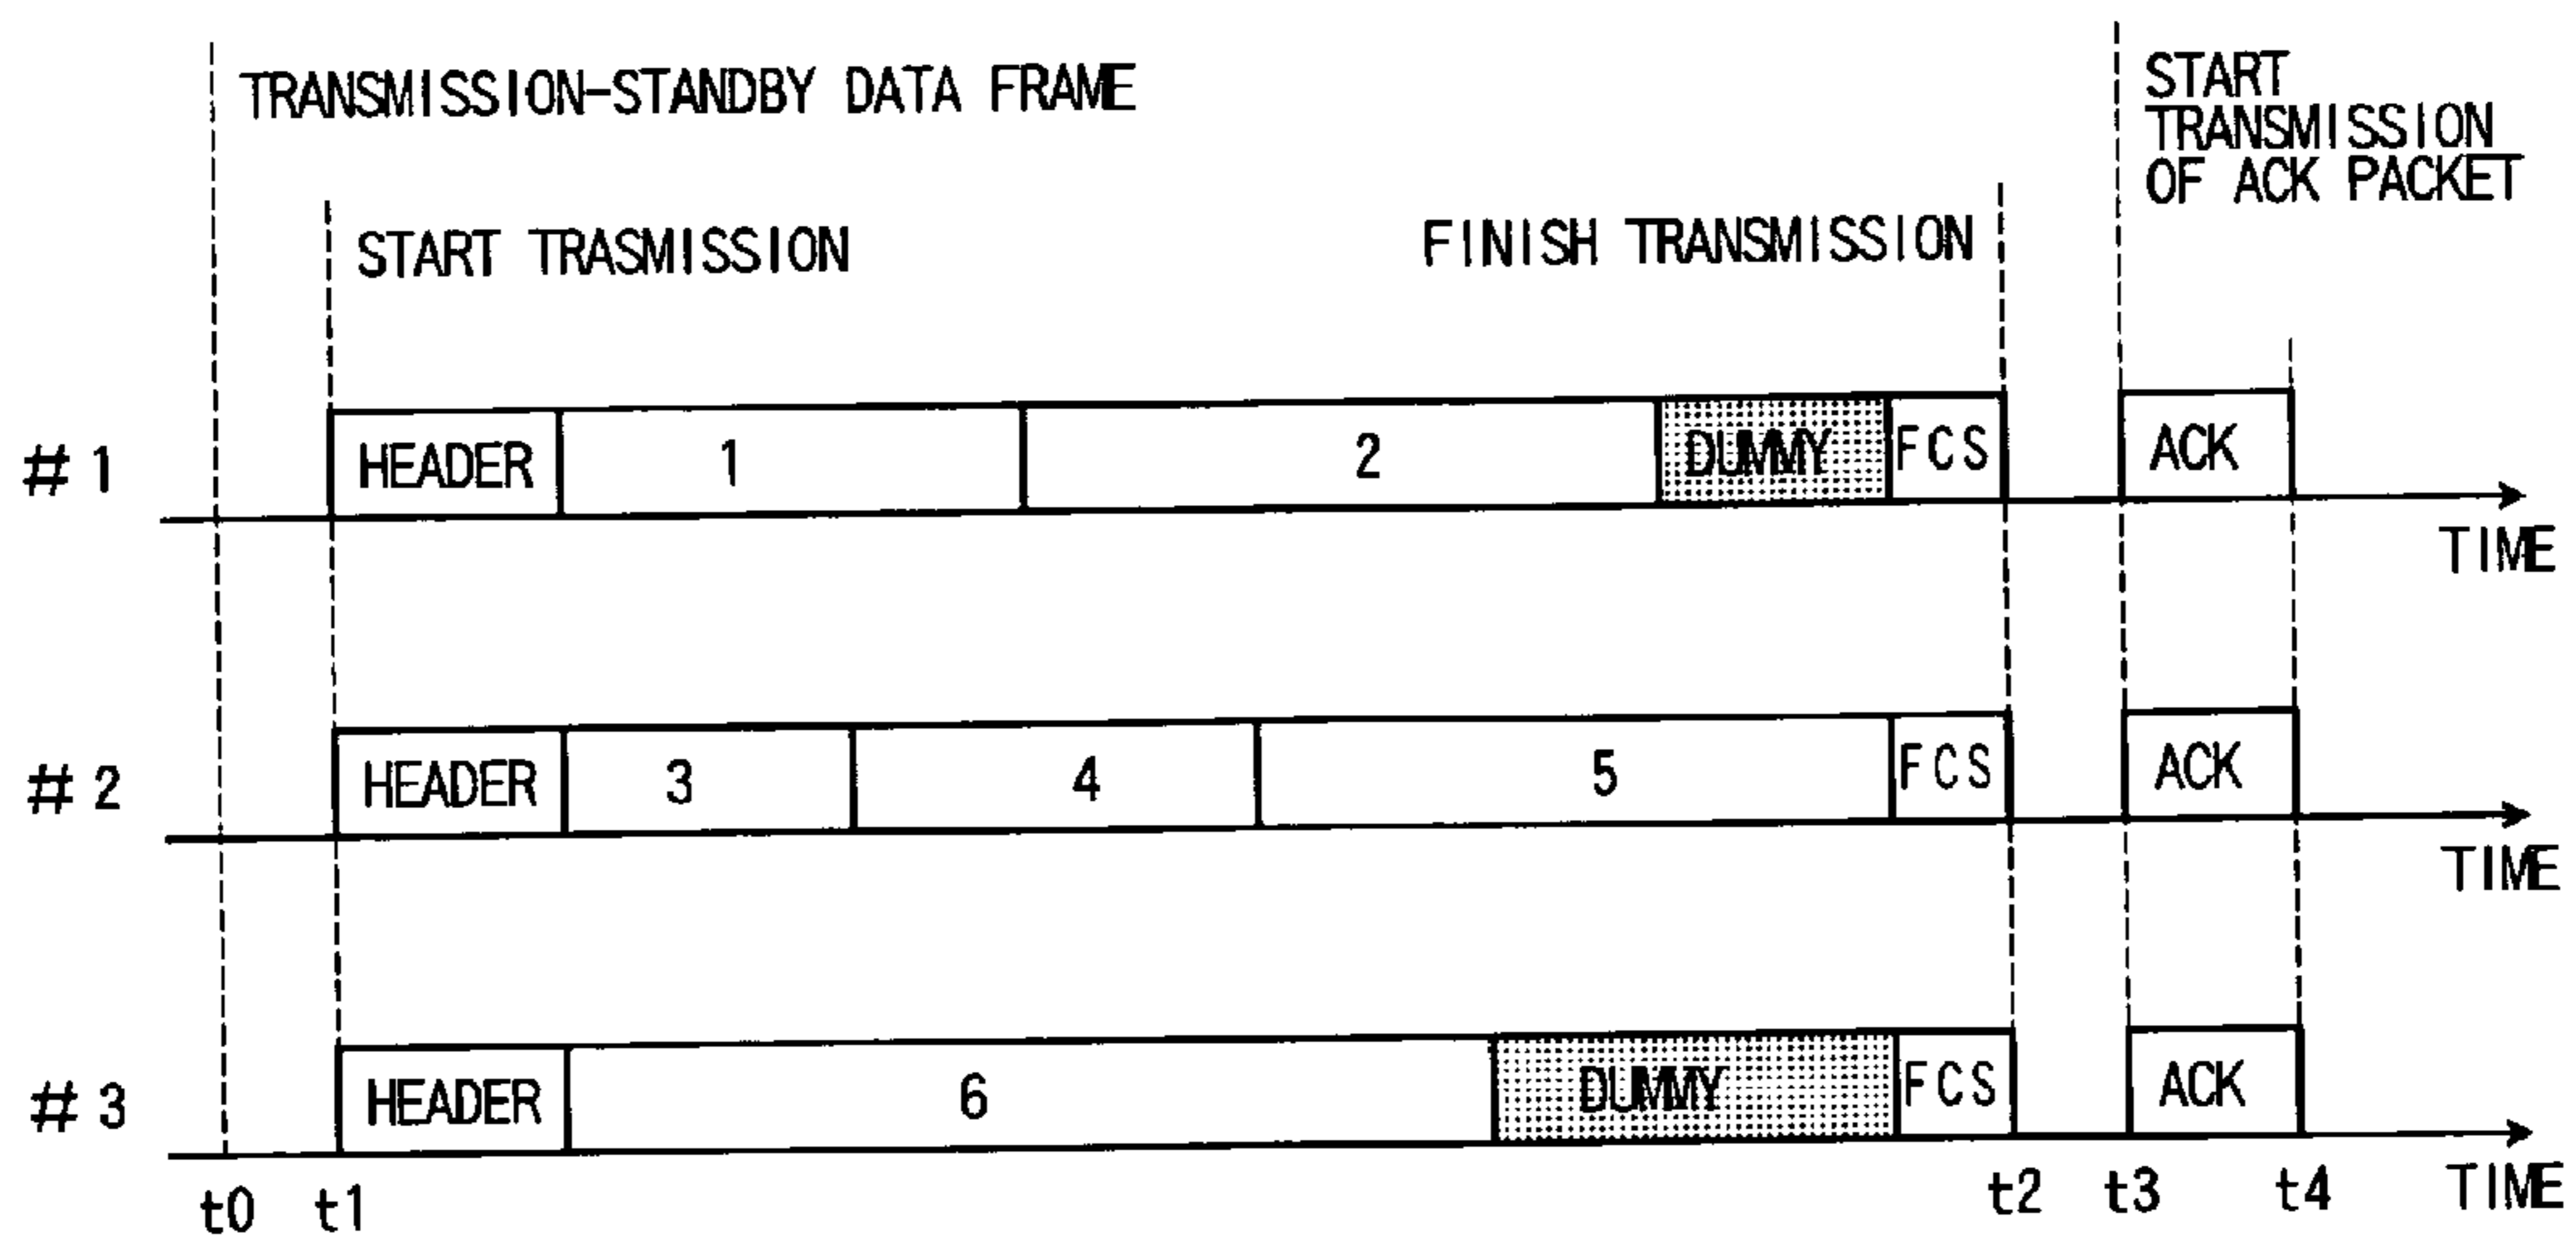 TRANSMISSION-STANDBY DATA FRAME
START
TRANSMISSION
OF ACK PACKET
START TRASMISSION
FINISH TRANSMISSION
#1
HEADER
1
2
DUMMY
FCS
ACK
TIME
#2
HEADER
3
4
5
FCS
ACK
TIME
#3
HEADER
6
DUMMY
FCS
ACK
TIME
t0
t1
t2
t3
t4